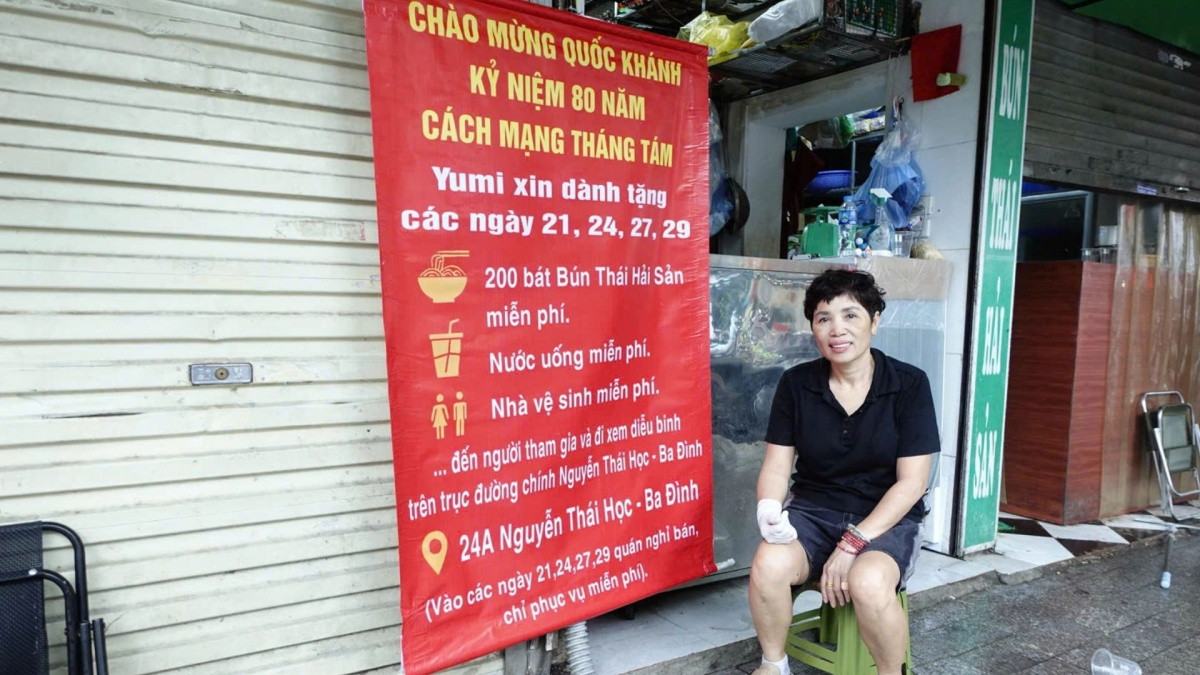 CHÀO MỪNG QUỐC KHÁNH
KỶ NIỆM 80 NĂM
CÁCH MẠNG THÁNG TÁM
Yumi xin dành tặng
các ngày 21, 24, 27, 29
200 bát Bún Thái Hải Sản
miễn phí.
Nước uống miễn phí.
Nhà vệ sinh miễn phí.
... đến người tham gia và đi xem diễu binh
trên trục đường chính Nguyễn Thái Học - Ba Đình
24A Nguyễn Thái Học - Ba Đình
(Vào các ngày 21,24,27,29 quán nghỉ bán,
chỉ phục vụ miễn phí).
BÚN
THÁI
HẢI
SẢN